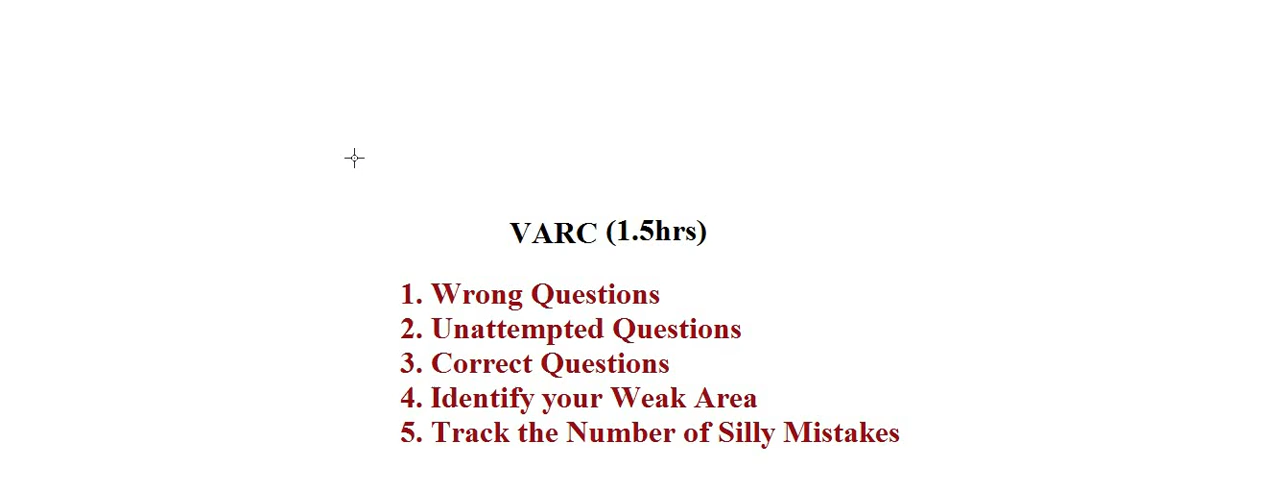 VARC (1.5hrs)
1. Wrong Questions
2. Unattempted Questions
3. Correct Questions
4. Identify your Weak Area
5. Track the Number of Silly Mistakes